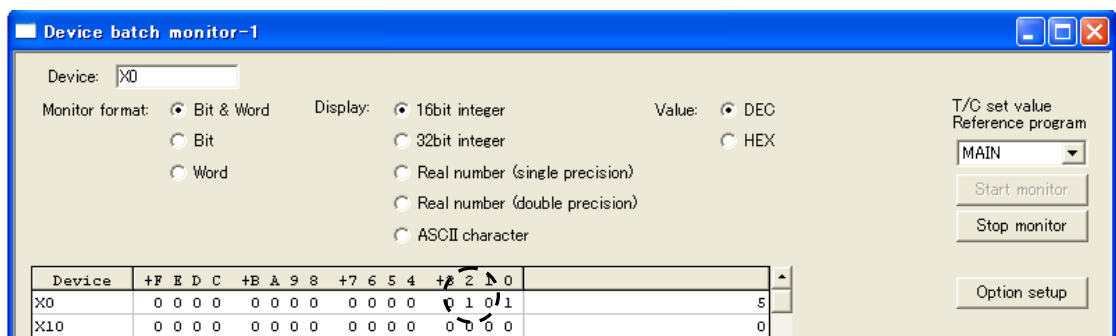 Device batch monitor-1
Device: X0
Monitor format: Bit & Word Display: 16bit integer Value: DEC T/C set value
Reference program
Bit 32bit integer HEX MAIN
Word Real number (single precision) Start monitor
Real number (double precision) Stop monitor
ASCII character
Device +F E D C +B A 9 8 +7 6 5 4 +3 2 1 0 Option setup
X0 0 0 0 0 0 0 0 0 0 0 0 0 0 1 0 1 5
X10 0 0 0 0 0 0 0 0 0 0 0 0 0 0 0 0 0